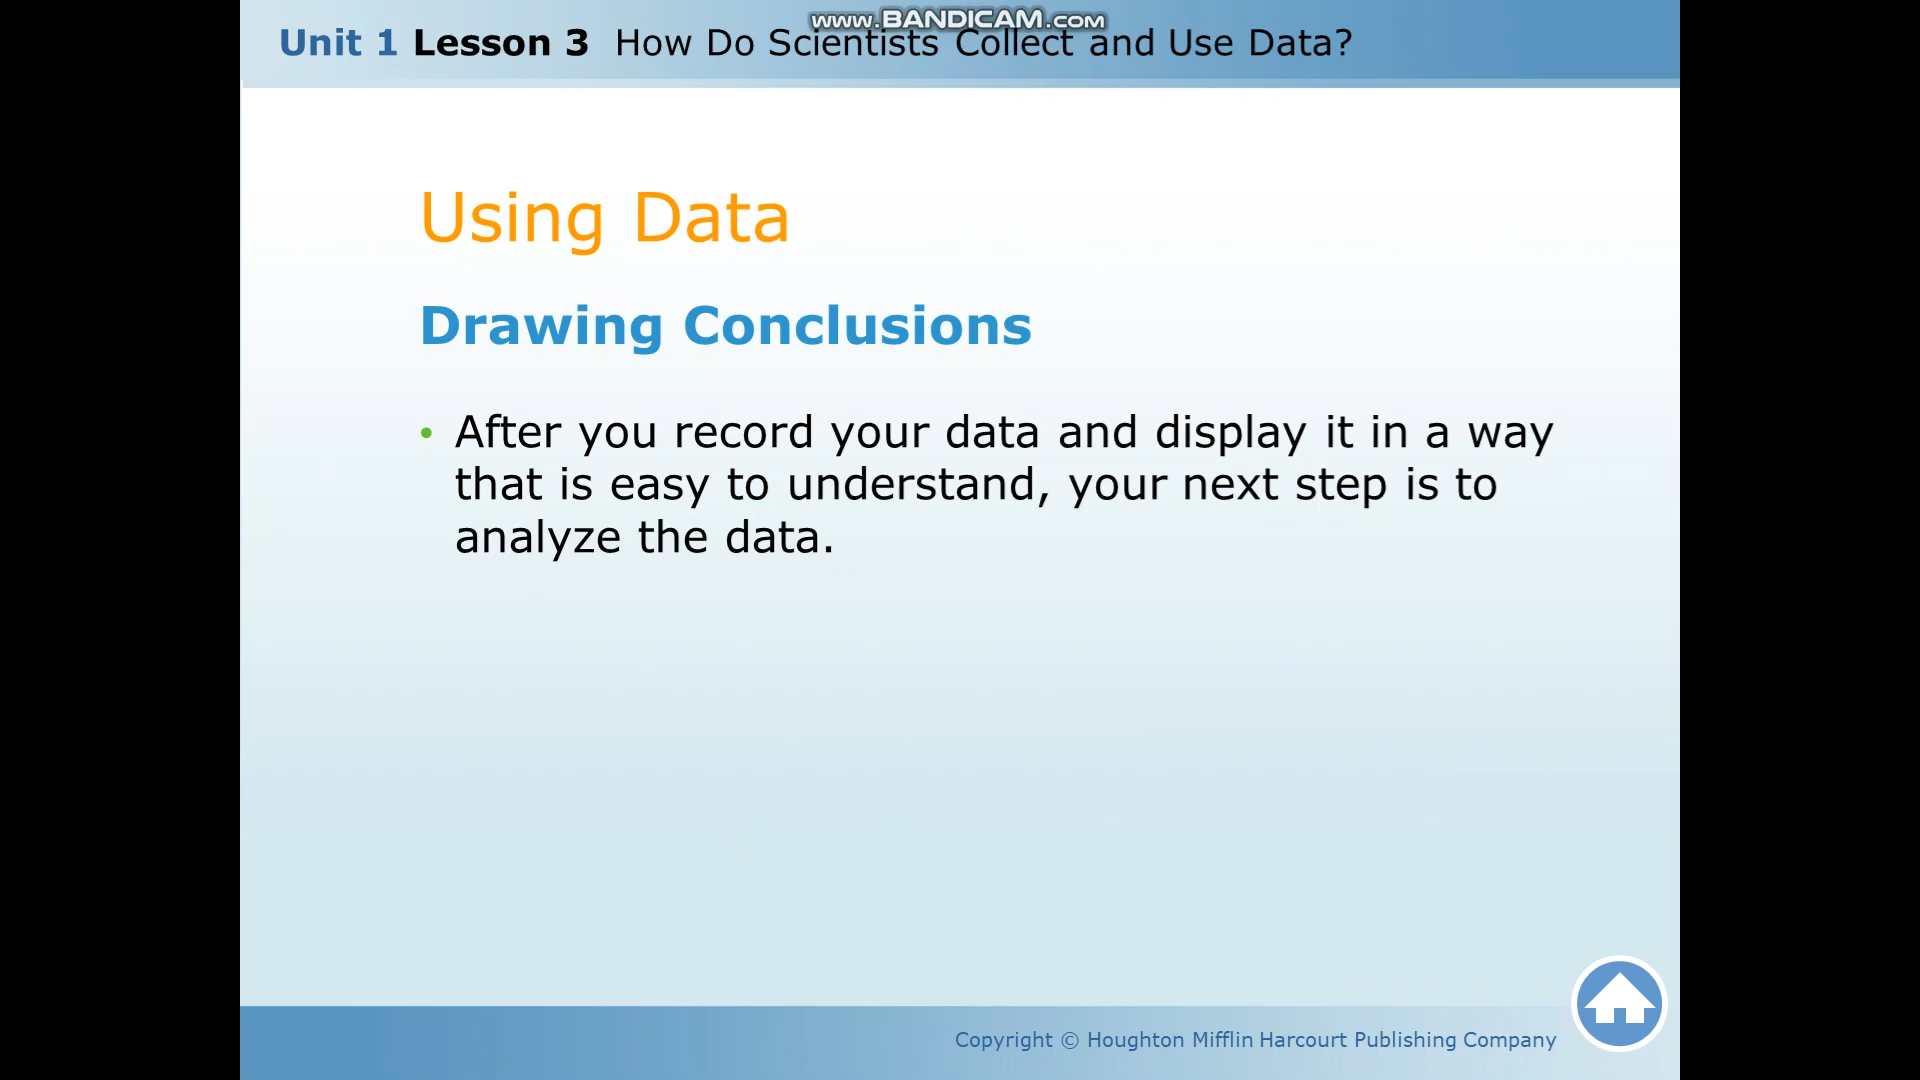 www.BANDICAM.com
Unit 1 Lesson 3 How Do Scientists Collect and Use Data?
Using Data
Drawing Conclusions
• After you record your data and display it in a way
that is easy to understand, your next step is to
analyze the data.
Copyright © Houghton Mifflin Harcourt Publishing Company